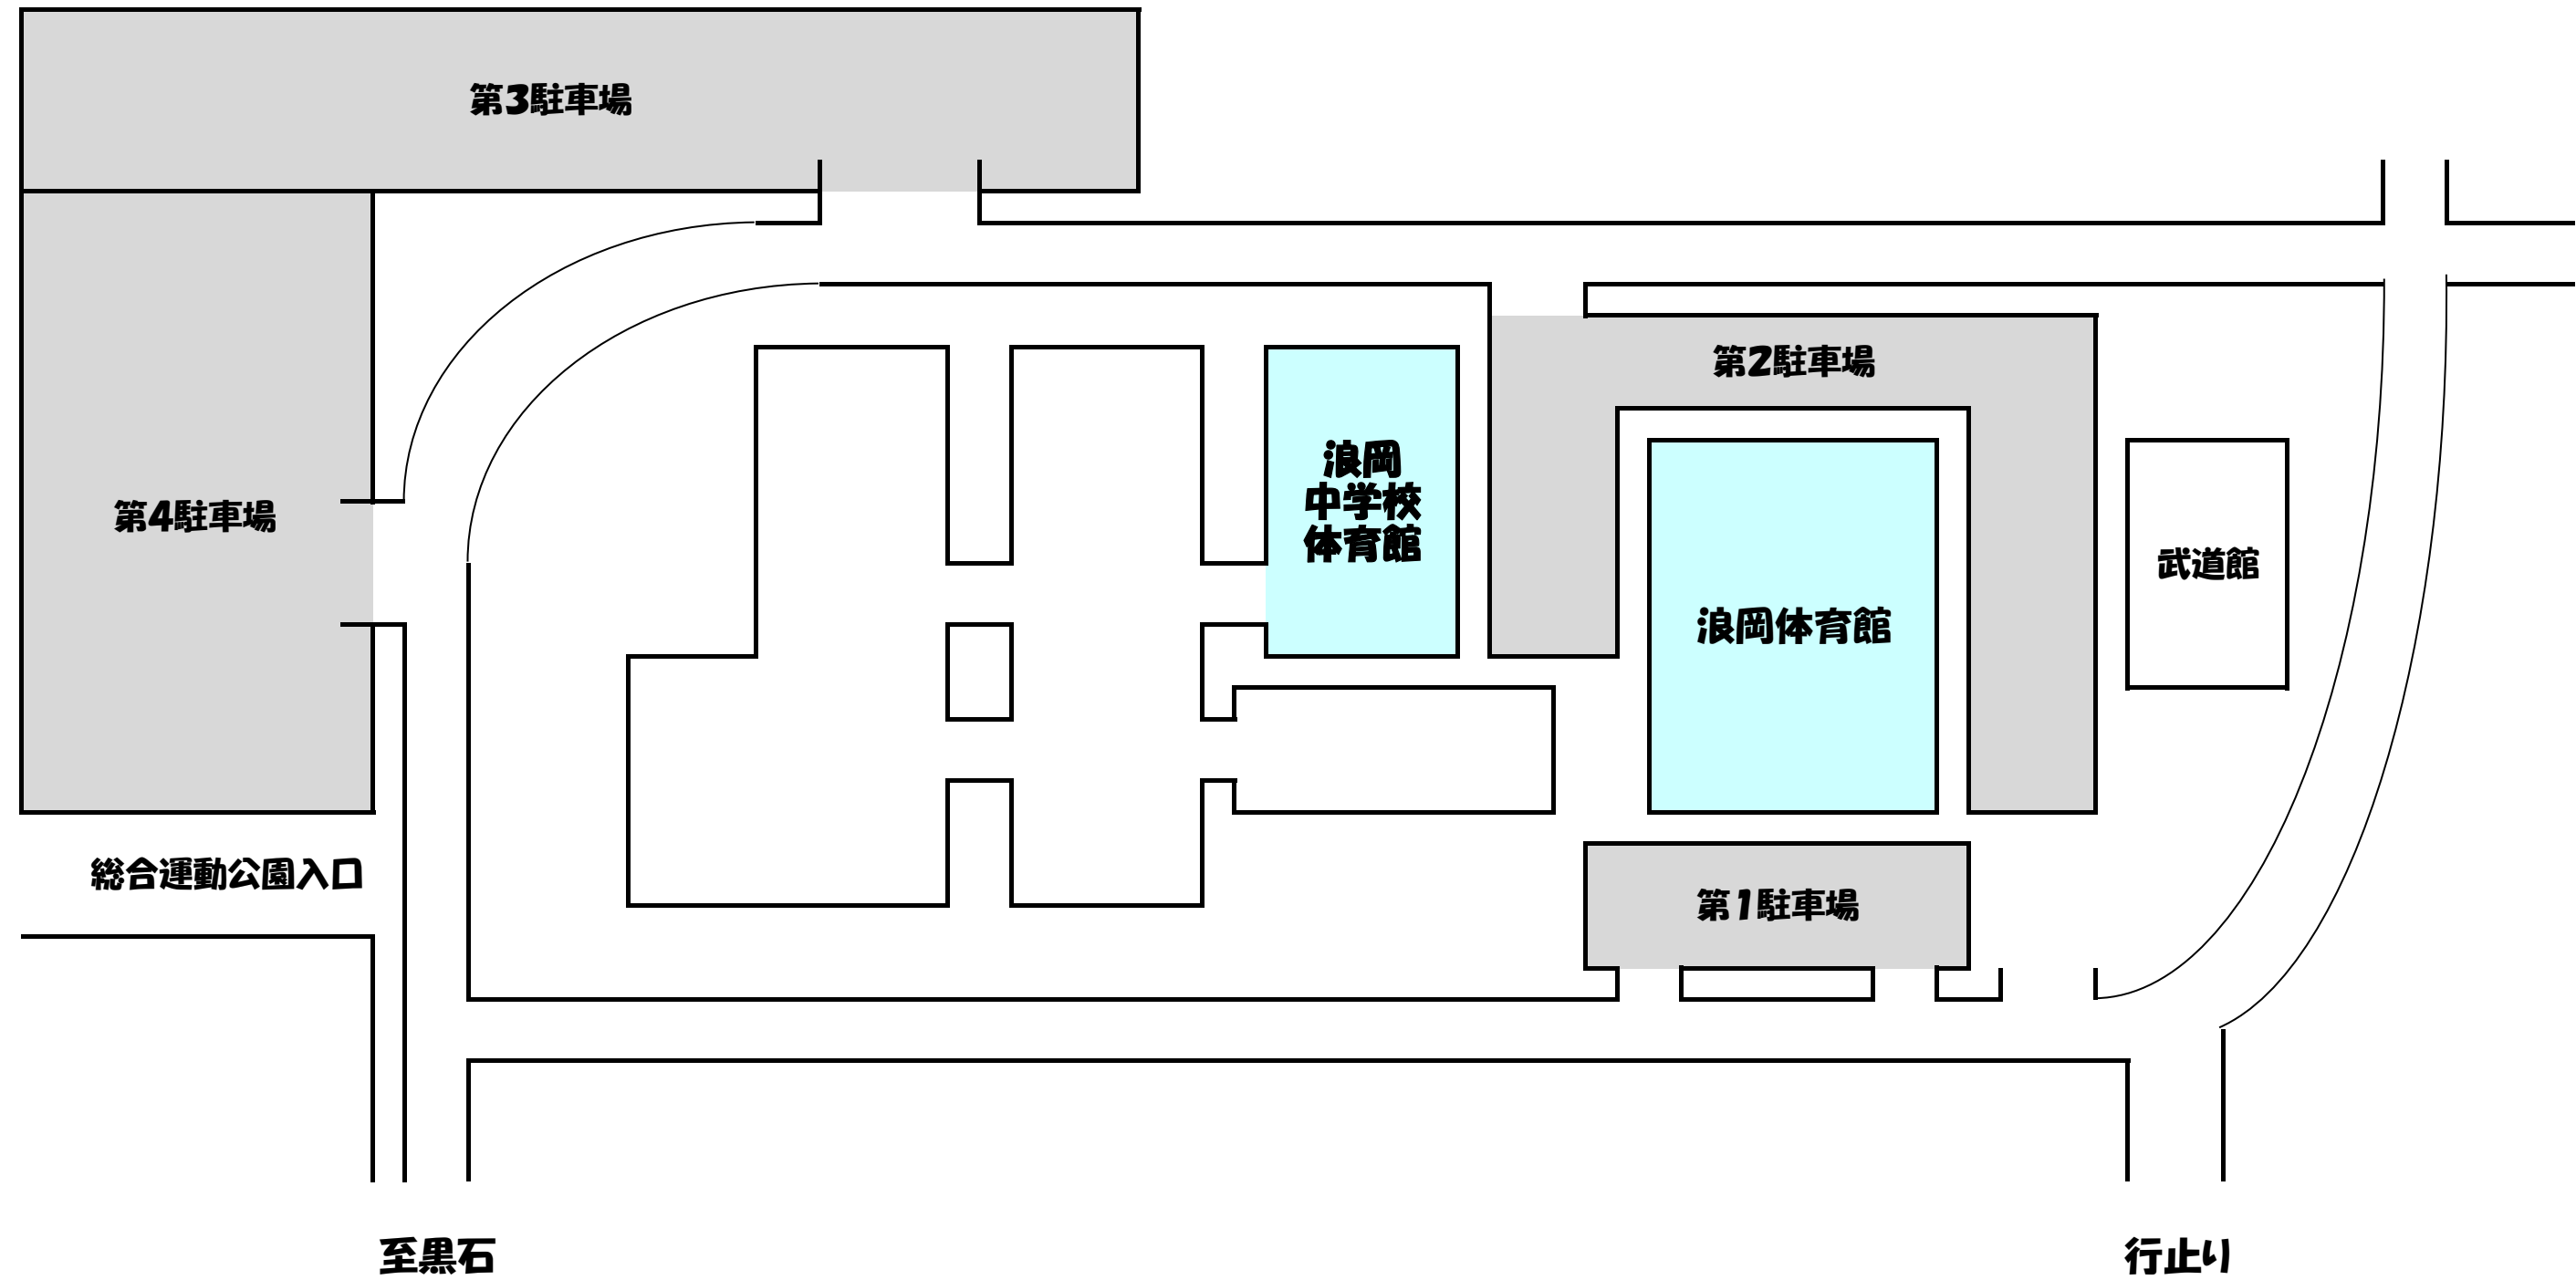 第3駐車場
第2駐車場
浪岡
中学校
体育館
第4駐車場
武道館
浪岡体育館
総合運動公園入口
第1駐車場
至黒石
行止り